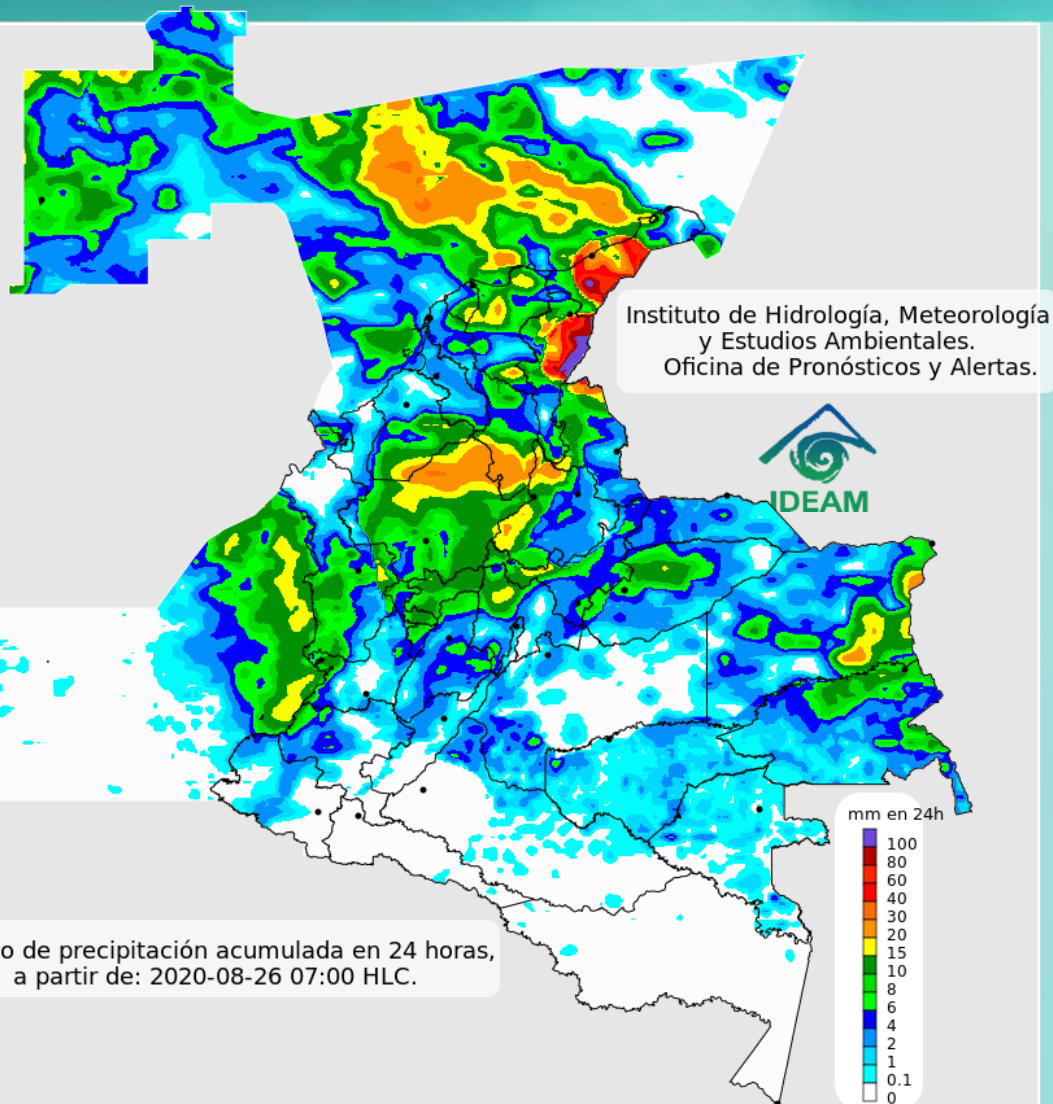 Instituto de Hidrología, Meteorología
y Estudios Ambientales.
Oficina de Pronósticos y Alertas.
IDEAM
mm en 24h
100
80
60
40
30
20
15
10
8
6
4
2
1
0.1
0
de precipitación acumulada en 24 horas,
a partir de: 2020-08-26 07:00 HLC.